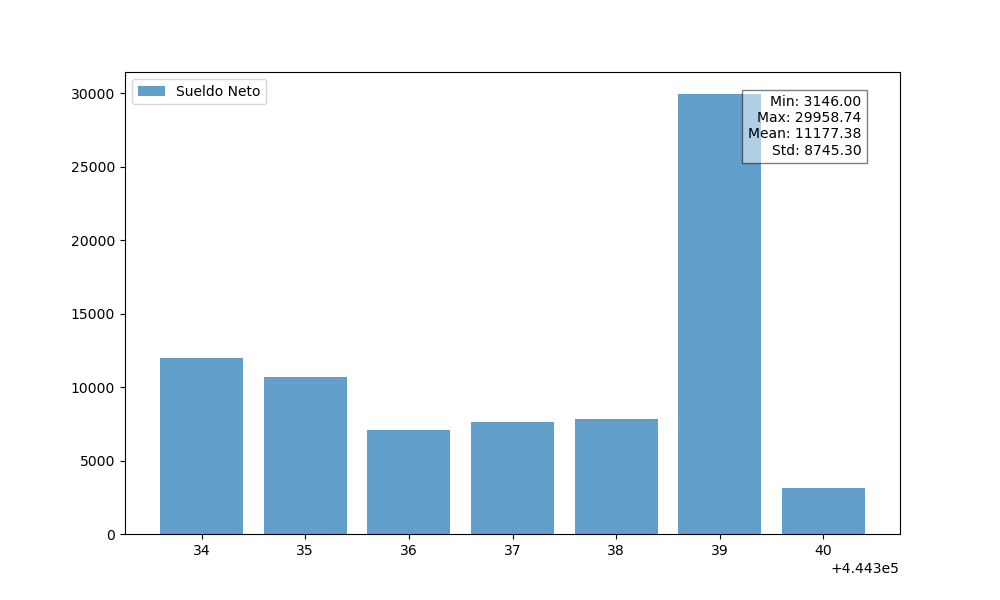 Sueldo Neto
Min: 3146.00
Max: 29958.74
Mean: 11177.38
Std: 8745.30
30000
25000
20000
15000
10000
5000
0
34 35 36 37 38 39 40
+4.443e5